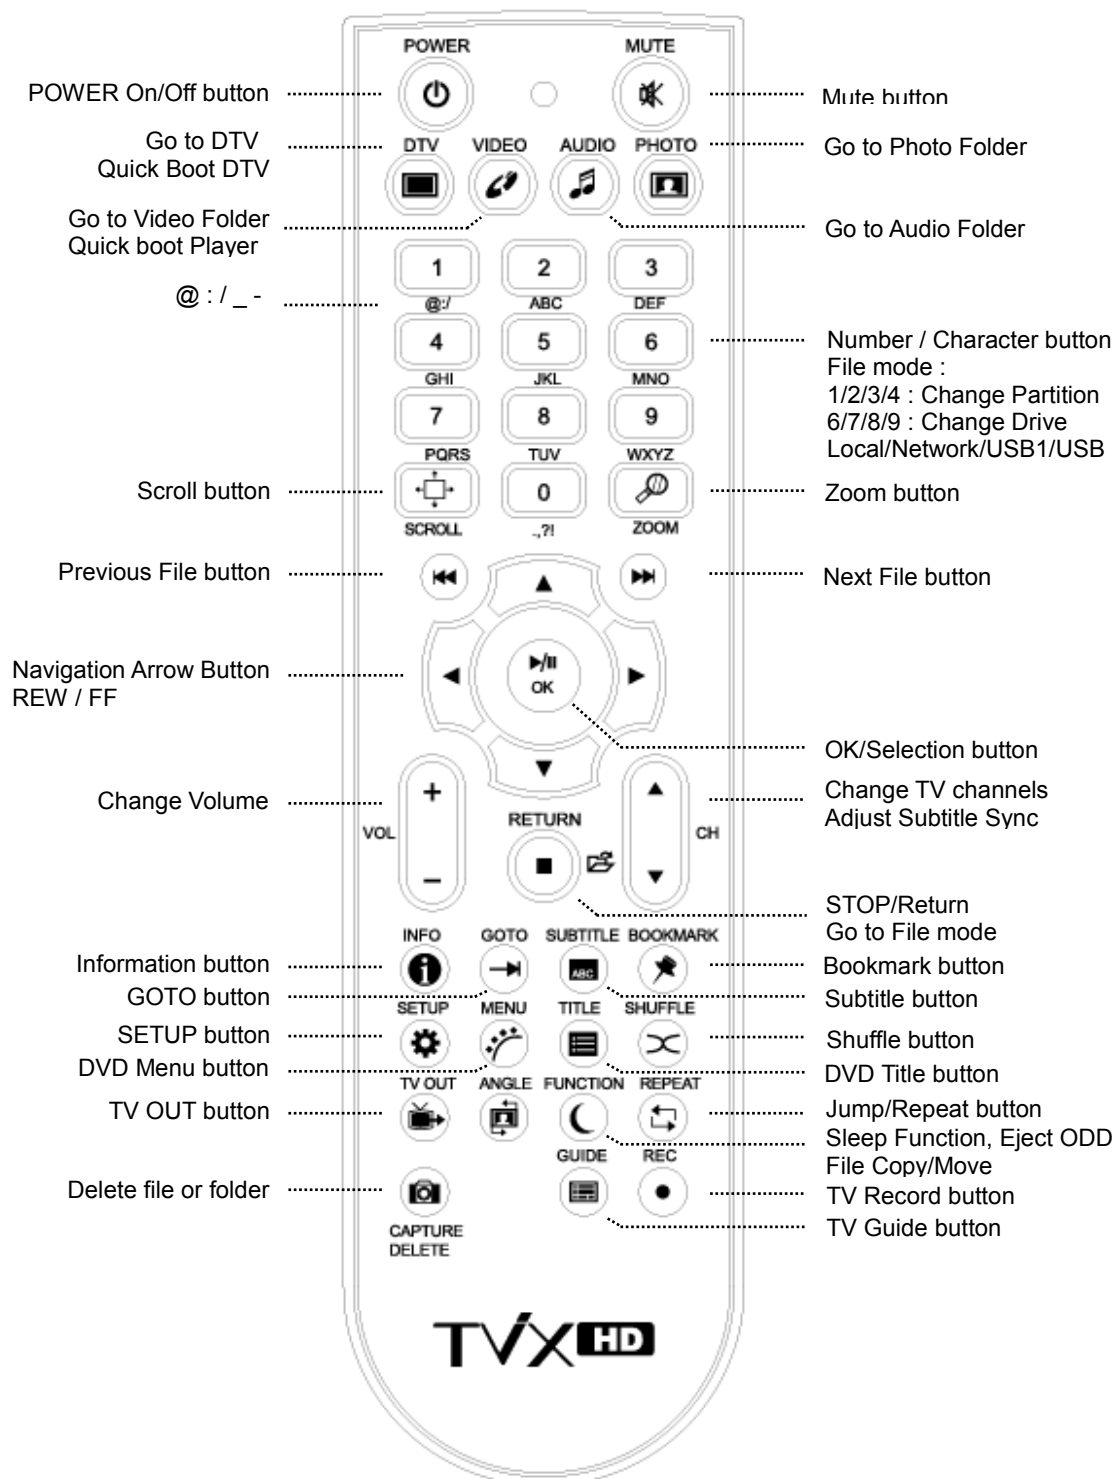 POWER MUTE
POWER On/Off button
Mute button
Go to DTV
Quick Boot DTV
DTV VIDEO AUDIO PHOTO
Go to Photo Folder
Go to Video Folder
Quick boot Player
Go to Audio Folder
1 2 3
@ : / _ -
@:/ ABC DEF
4 5 6
Number / Character button
File mode :
1/2/3/4 : Change Partition
6/7/8/9 : Change Drive
Local/Network/USB1/USB
GHI JKL MNO
7 8 9
PQRS TUV WXYZ
Scroll button
0
Zoom button
SCROLL .,?! ZOOM
Previous File button
Next File button
Navigation Arrow Button
REW / FF
OK
OK/Selection button
Change Volume
+
VOL
–
Change TV channels
Adjust Subtitle Sync
RETURN
CH
STOP/Return
Go to File mode
INFO GOTO SUBTITLE BOOKMARK
Information button
ABC
Bookmark button
GOTO button
Subtitle button
SETUP MENU TITLE SHUFFLE
SETUP button
Shuffle button
DVD Menu button
DVD Title button
TV OUT ANGLE FUNCTION REPEAT
TV OUT button
Jump/Repeat button
Sleep Function, Eject ODD
File Copy/Move
GUIDE REC
Delete file or folder
TV Record button
TV Guide button
CAPTURE
DELETE
TViX HD